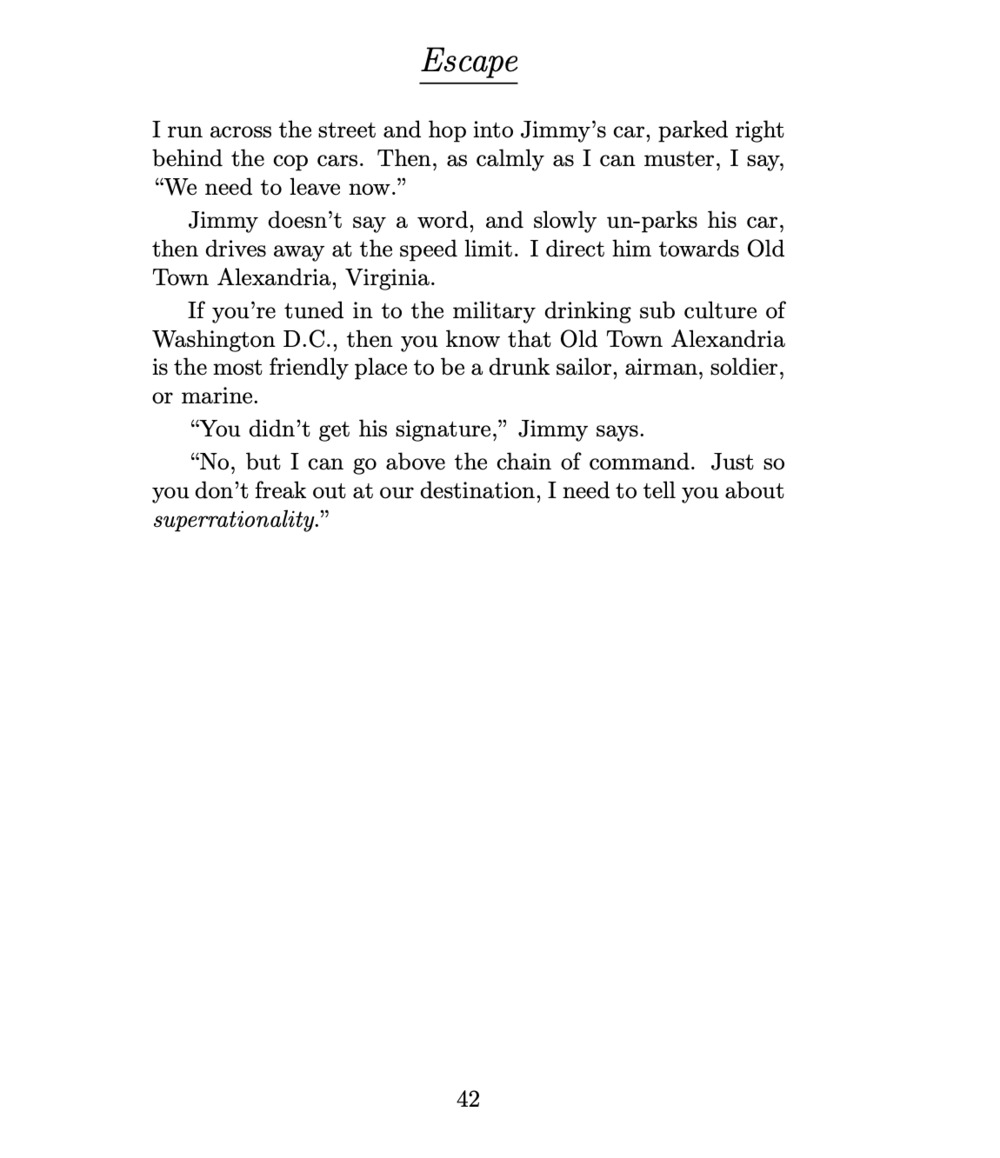 Escape
I run across the street and hop into Jimmy’s car, parked right
behind the cop cars. Then, as calmly as I can muster, I say,
“We need to leave now.”
Jimmy doesn’t say a word, and slowly un-parks his car,
then drives away at the speed limit. I direct him towards Old
Town Alexandria, Virginia.
If you’re tuned in to the military drinking sub culture of
Washington D.C., then you know that Old Town Alexandria
is the most friendly place to be a drunk sailor, airman, soldier,
or marine.
“You didn’t get his signature,” Jimmy says.
“No, but I can go above the chain of command. Just so
you don’t freak out at our destination, I need to tell you about
superrationality.”
42